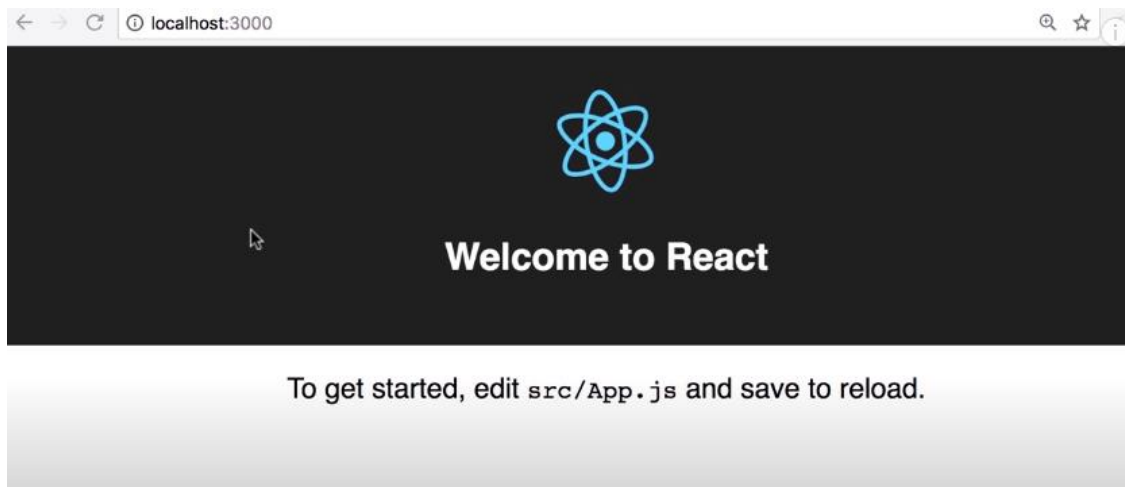 localhost:3000
Welcome to React
To get started, edit src/App.js and save to reload.